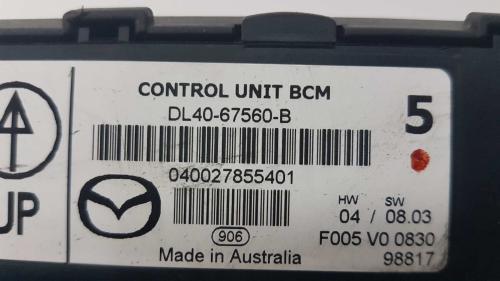 CONTROL UNIT BCM
DL40-67560-B
5
040027855401
HW SW
04 / 08.03
UP
906
F005 V0 0830
Made in Australia
98817